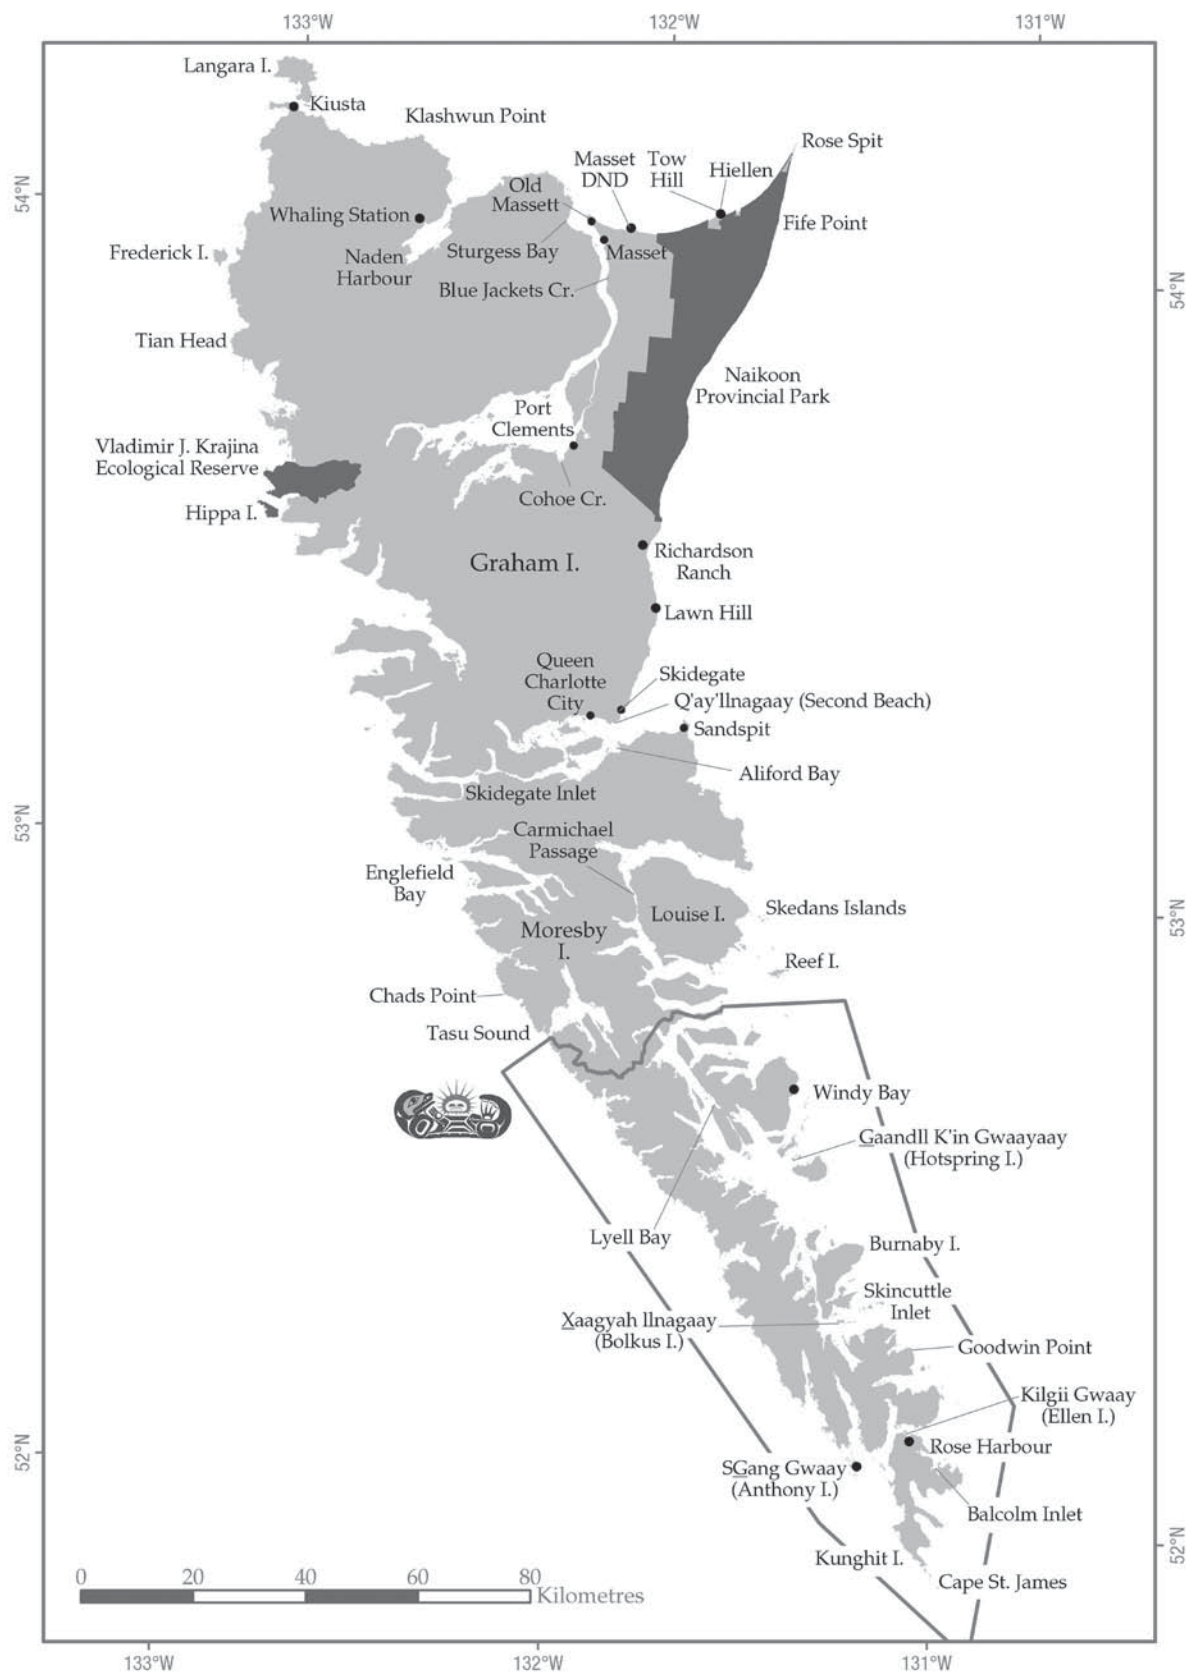 133°W
132°W
131°W
Langara I.
Kiusta
Klashwun Point
Rose Spit
Masset
DND
Tow
Hill
Hiellen
54°N
Old
Massett
Whaling Station
Fife Point
Frederick I.
Naden
Harbour
Sturgess Bay
Masset
Blue Jackets Cr.
54°N
Tian Head
Naikoon
Provincial Park
Port
Clements
Vladimir J. Krajina
Ecological Reserve
Cohoe Cr.
Hippa I.
Graham I.
Richardson
Ranch
Lawn Hill
Queen
Charlotte
City
Skidegate
Q'ay'llnagaay (Second Beach)
Sandspit
Aliford Bay
Skidegate Inlet
53°N
Carmichael
Passage
Englefield
Bay
Louise I.
Skedans Islands
53°N
Moresby
I.
Reef I.
Chads Point
Tasu Sound
Windy Bay
Gaandll K'in Gwaayaay
(Hotspring I.)
Lyell Bay
Burnaby I.
Skincuttle
Inlet
Xaagyah llnagaay
(Bolkus I.)
Goodwin Point
Kilgii Gwaay
(Ellen I.)
52°N
Rose Harbour
SGang Gwaay
(Anthony I.)
Balcolm Inlet
52°N
Kunghit I.
Cape St. James
0 20 40 60 80
Kilometres
133°W
132°W
131°W